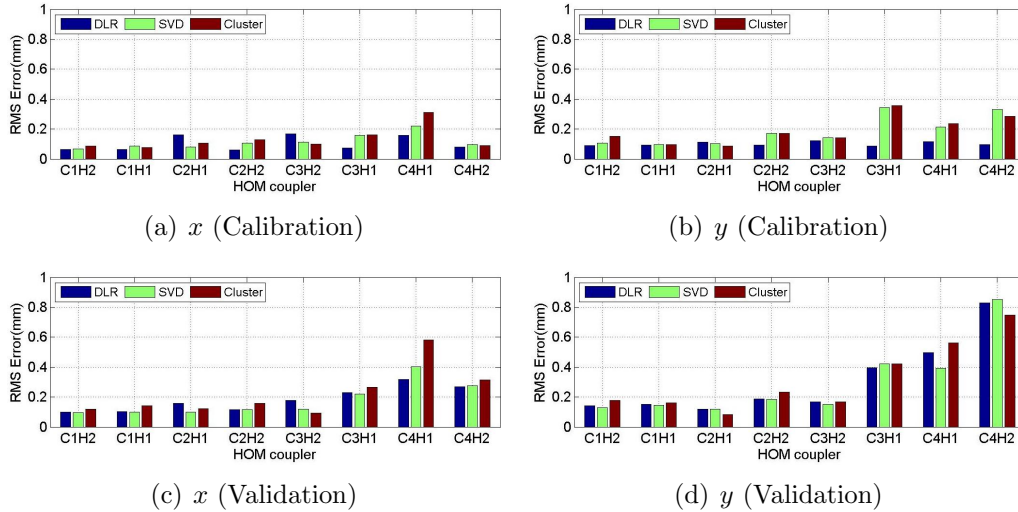 DLR SVD Cluster
RMS Error(mm)
1
0.8
0.6
0.4
0.2
0
C1H2 C1H1 C2H1 C2H2 C3H2 C3H1 C4H1 C4H2
HOM coupler
(a) x (Calibration)
DLR SVD Cluster
RMS Error(mm)
1
0.8
0.6
0.4
0.2
0
C1H2 C1H1 C2H1 C2H2 C3H2 C3H1 C4H1 C4H2
HOM coupler
(b) y (Calibration)
DLR SVD Cluster
RMS Error(mm)
1
0.8
0.6
0.4
0.2
0
C1H2 C1H1 C2H1 C2H2 C3H2 C3H1 C4H1 C4H2
HOM coupler
(c) x (Validation)
DLR SVD Cluster
RMS Error(mm)
1
0.8
0.6
0.4
0.2
0
C1H2 C1H1 C2H1 C2H2 C3H2 C3H1 C4H1 C4H2
HOM coupler
(d) y (Validation)